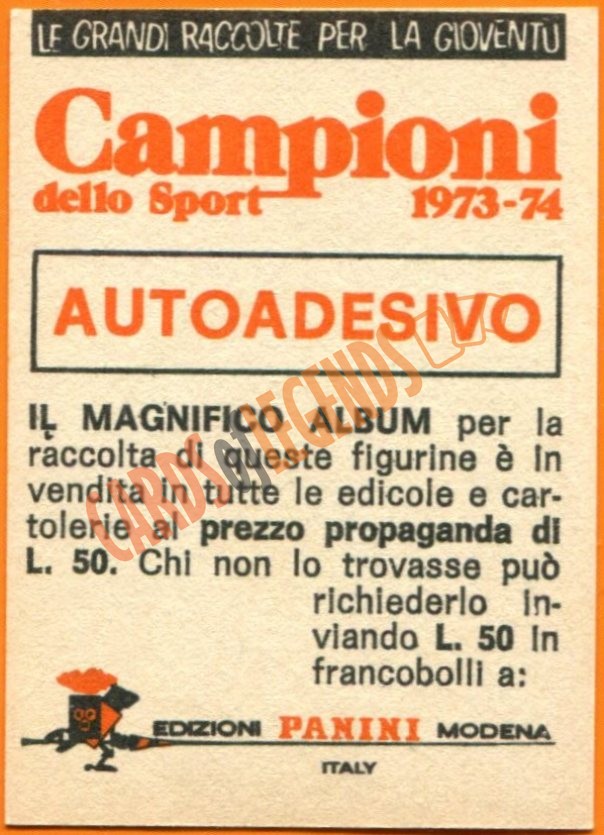 LE GRANDI RACCOLTE PER LA GIOVENTÙ
Campioni
dello Sport 1973-74
AUTOADESIVO
IL MAGNIFICO ALBUM per la
raccolta di queste figurine è in
vendita in tutte le edicole e car-
tolerie al prezzo propaganda di
L. 50. Chi non lo trovasse può
richiederlo in-
viando L. 50 in
francobolli a:
EDIZIONI PANINI MODENA
ITALY
CARDS of LEGENDS